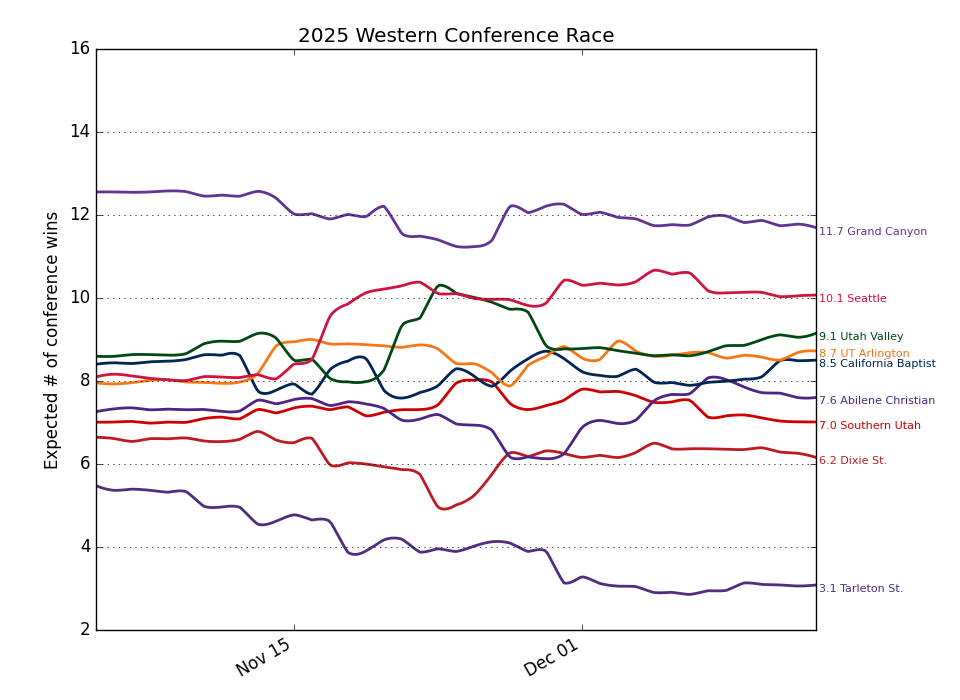 2025 Western Conference Race
Expected # of conference wins
16
14
12
10
8
6
4
2
11.7 Grand Canyon
10.1 Seattle
9.1 Utah Valley
8.7 UT Arlington
8.5 California Baptist
7.6 Abilene Christian
7.0 Southern Utah
6.2 Dixie St.
3.1 Tarleton St.
Nov 15
Dec 01